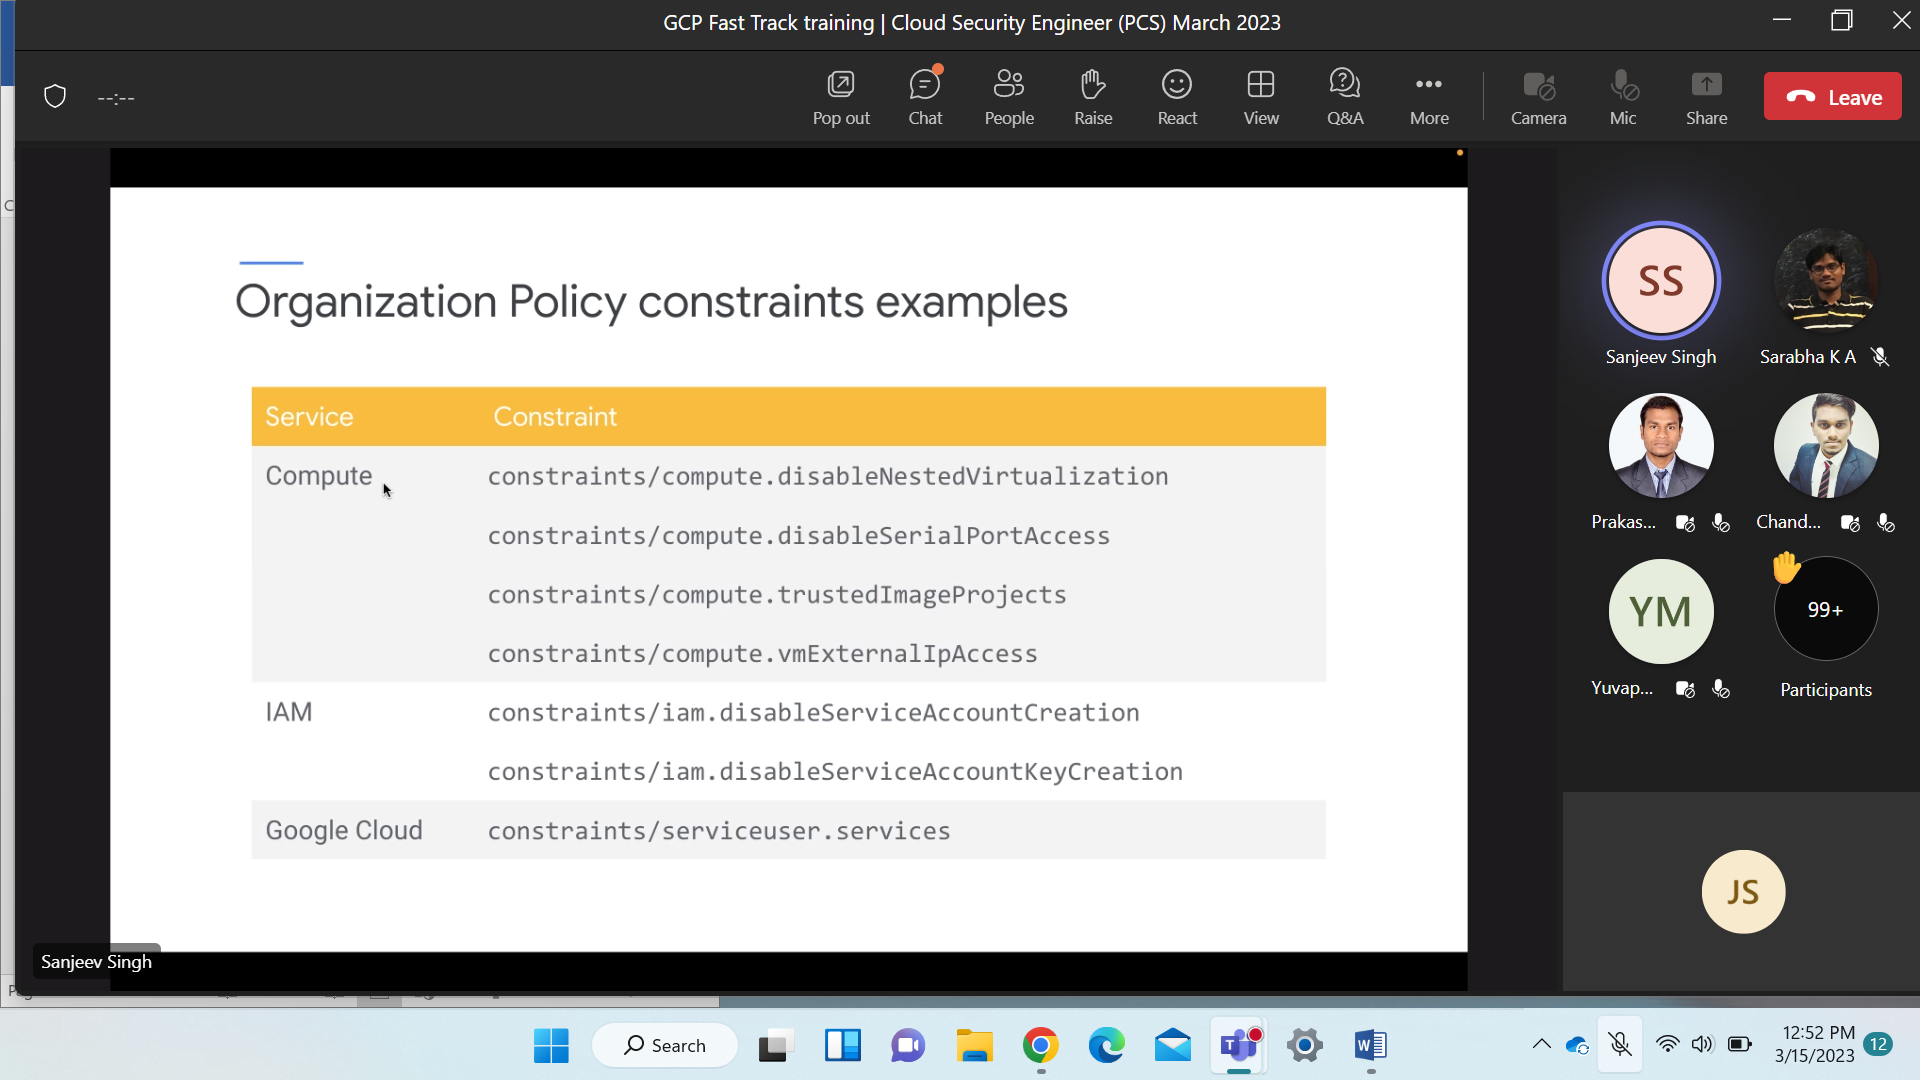 GCP Fast Track training | Cloud Security Engineer (PCS) March 2023
--:--
Pop out
Chat
People
Raise
React
View
Q&A
More
Camera
Mic
Share
Leave
Organization Policy constraints examples
Service Constraint
Compute constraints/compute.disableNestedVirtualization
constraints/compute.disableSerialPortAccess
constraints/compute.trustedImageProjects
constraints/compute.vmExternalIpAccess
IAM constraints/iam.disableServiceAccountCreation
constraints/iam.disableServiceAccountKeyCreation
Google Cloud constraints/serviceuser.services
Sanjeev Singh
SS
Sanjeev Singh
Sarabha K A
Prakas...
Chand...
YM
Yuvap...
99+
Participants
JS
Search
12:52 PM
3/15/2023
12